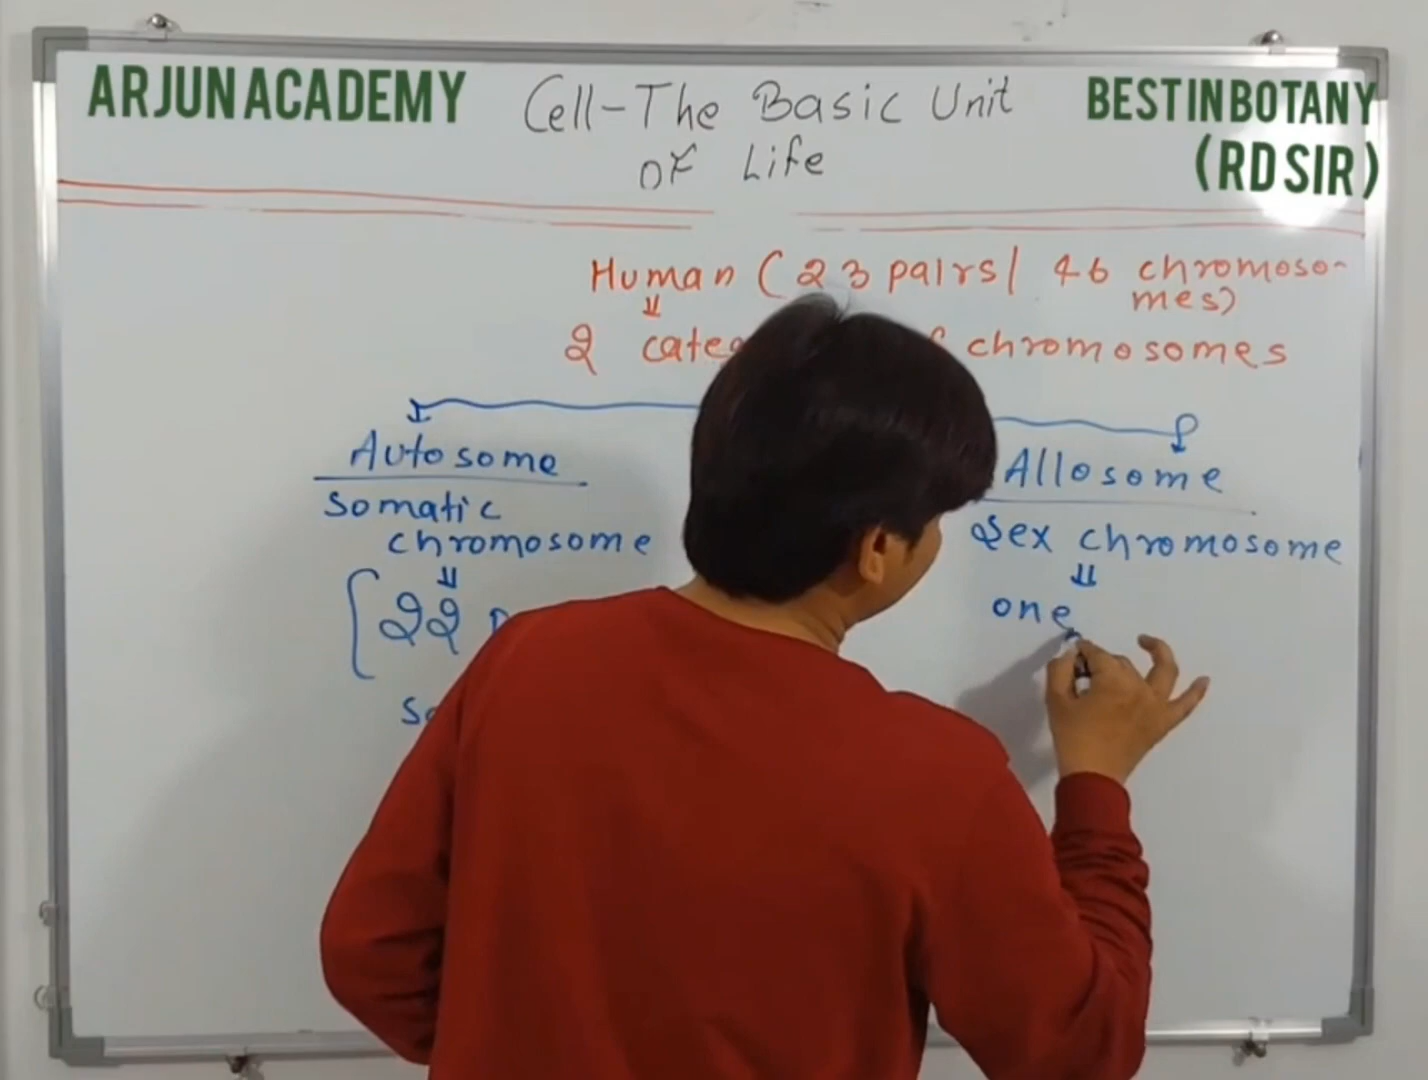 ARJUN ACADEMY
Cell-The Basic Unit
of Life
BEST IN BOTANY
(RD SIR)
Human (23 pairs/ 46 chromoso-
mes)
2 chromosomes
Autosome
Allosome
Somatic
chromosome
Sex chromosome
22
one